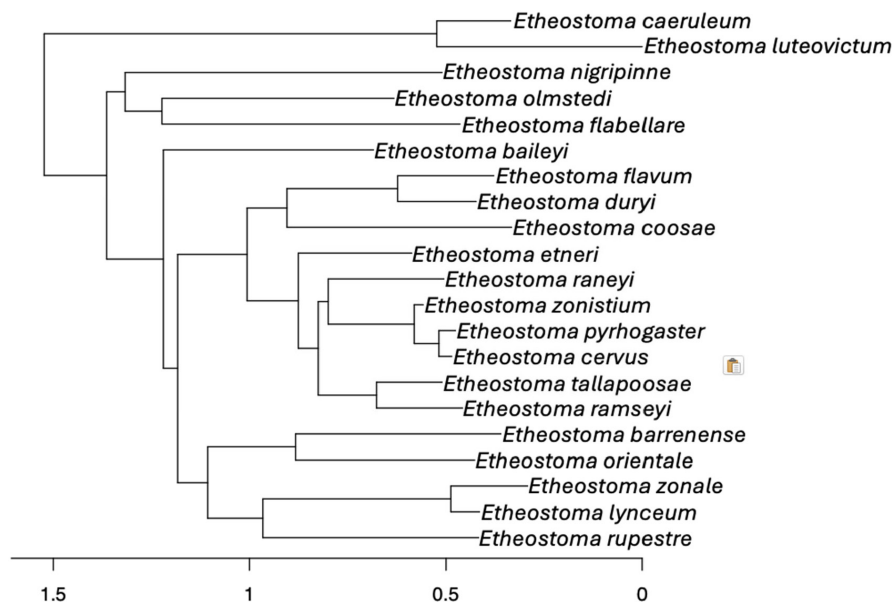 Etheostoma caeruleum
Etheostoma luteovictum
Etheostoma nigripinne
Etheostoma olmstedi
Etheostoma flabellare
Etheostoma baileyi
Etheostoma flavum
Etheostoma duryi
Etheostoma coosae
Etheostoma etneri
Etheostoma raneyi
Etheostoma zonistium
Etheostoma pyrhogaster
Etheostoma cervus
Etheostoma tallapoosae
Etheostoma ramseyi
Etheostoma barrenense
Etheostoma orientale
Etheostoma zonale
Etheostoma lynceum
Etheostoma rupestre
1.5 1 0.5 0